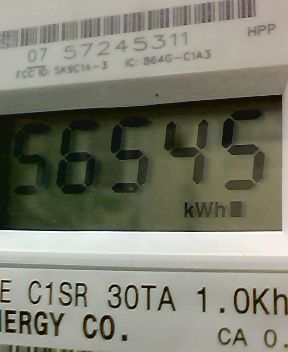 07 57245311
HPP
FCC ID: SK9C1A-3 IC: 864G-C1A3
56545
kWh
E C1SR 30TA 1.0Kh
NERGY CO. CA 0.